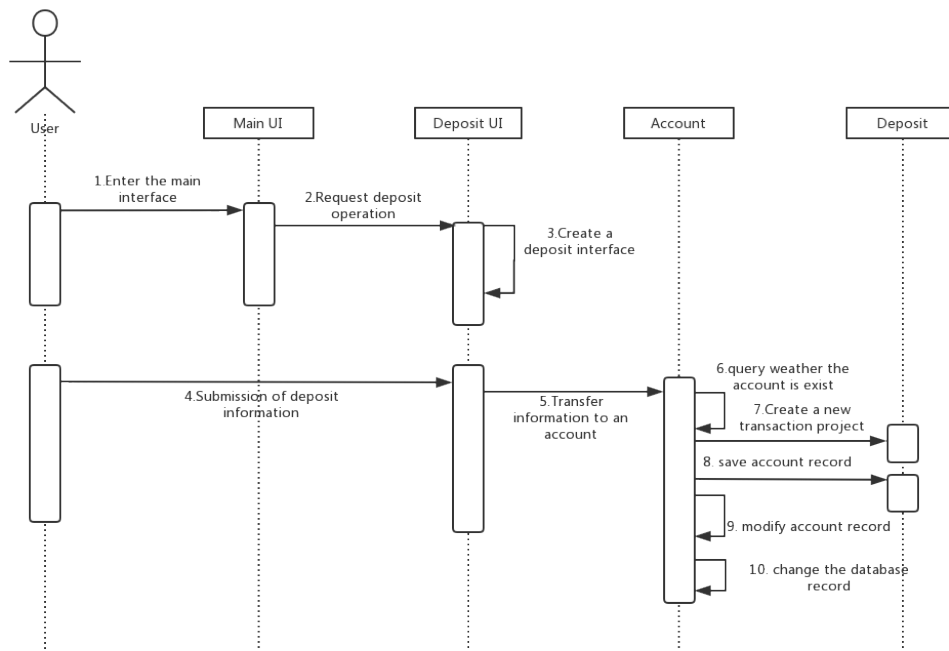 User
Main UI
Deposit UI
Account
Deposit
1.Enter the main
interface
2.Request deposit
operation
3.Create a
deposit interface
4.Submission of deposit
information
5.Transfer
information to an
account
6.query weather the
account is exist
7.Create a new
transaction project
8. save account record
9. modify account record
10. change the database
record